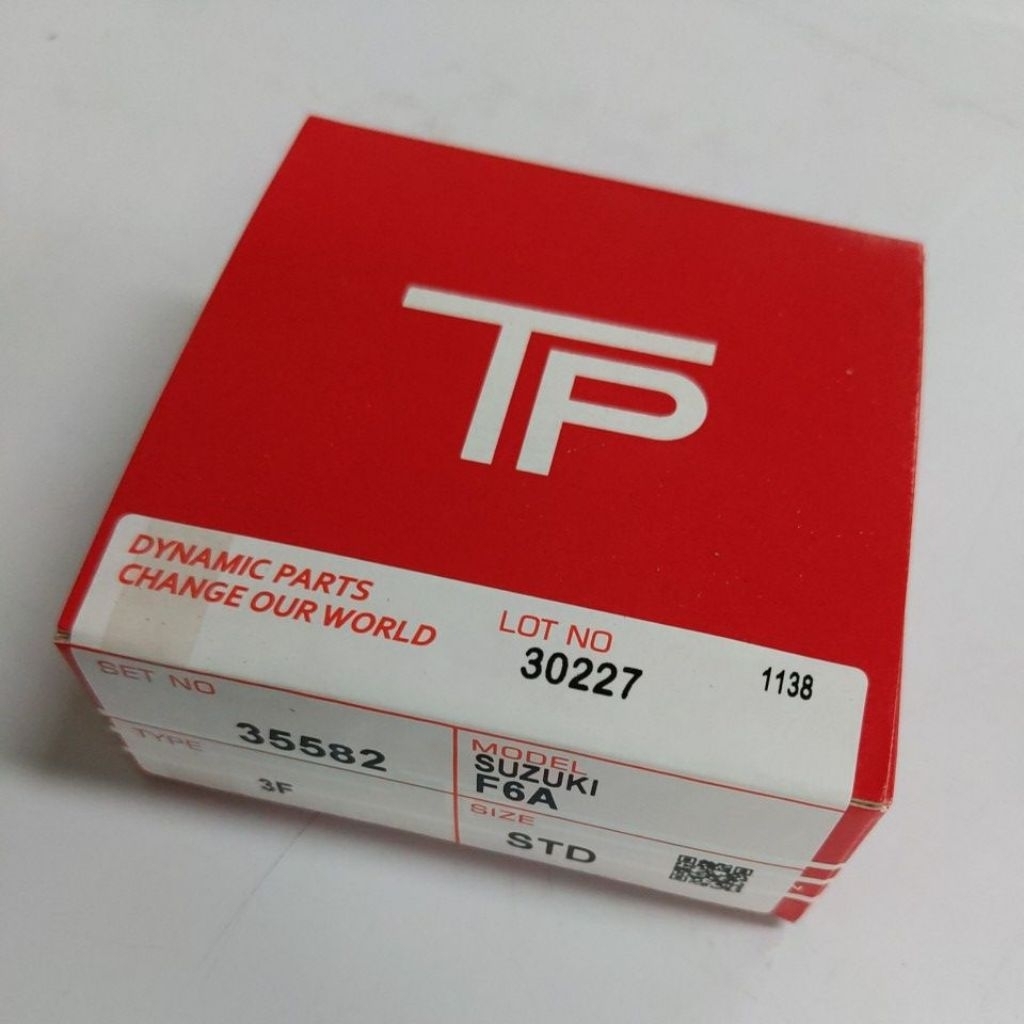 TP
DYNAMIC PARTS
CHANGE OUR WORLD
LOT NO
30227
1138
SET NO
35582
TYPE
3F
MODEL
SUZUKI
F6A
SIZE
STD